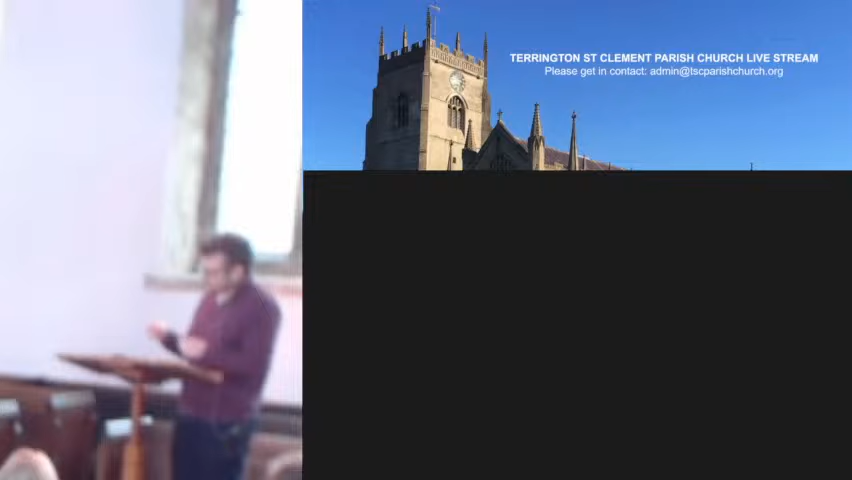 TERRINGTON ST CLEMENT PARISH CHURCH LIVE STREAM
Please get in contact: admin@tscparishchurch.org